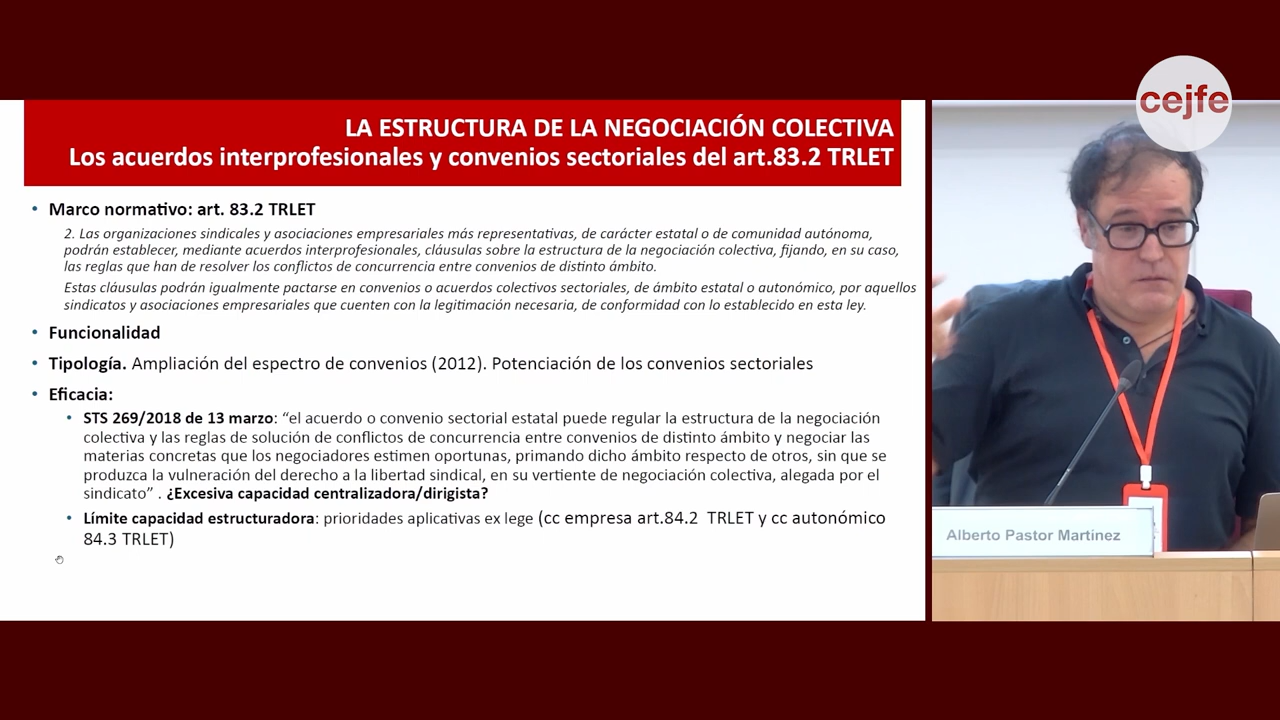 cejfe
LA ESTRUCTURA DE LA NEGOCIACIÓN COLECTIVA
Los acuerdos interprofesionales y convenios sectoriales del art.83.2 TRLET
• Marco normativo: art. 83.2 TRLET
2. Las organizaciones sindicales y asociaciones empresariales más representativas, de carácter estatal o de comunidad autónoma,
podrán establecer, mediante acuerdos interprofesionales, cláusulas sobre la estructura de la negociación colectiva, fijando, en su caso,
las reglas que han de resolver los conflictos de concurrencia entre convenios de distinto ámbito.
Estas cláusulas podrán igualmente pactarse en convenios o acuerdos colectivos sectoriales, de ámbito estatal o autonómico, por aquellos
sindicatos y asociaciones empresariales que cuenten con la legitimación necesaria, de conformidad con lo establecido en esta ley.
• Funcionalidad
• Tipología. Ampliación del espectro de convenios (2012). Potenciación de los convenios sectoriales
• Eficacia:
• STS 269/2018 de 13 marzo: “el acuerdo o convenio sectorial estatal puede regular la estructura de la negociación
colectiva y las reglas de solución de conflictos de concurrencia entre convenios de distinto ámbito y negociar las
materias concretas que los negociadores estimen oportunas, primando dicho ámbito respecto de otros, sin que se
produzca la vulneración del derecho a la libertad sindical, en su vertiente de negociación colectiva, alegada por el
sindicato” . ¿Excesiva capacidad centralizadora/dirigista?
• Límite capacidad estructuradora: prioridades aplicativas ex lege (cc empresa art.84.2 TRLET y cc autonómico
84.3 TRLET)
Alberto Pastor Martinez